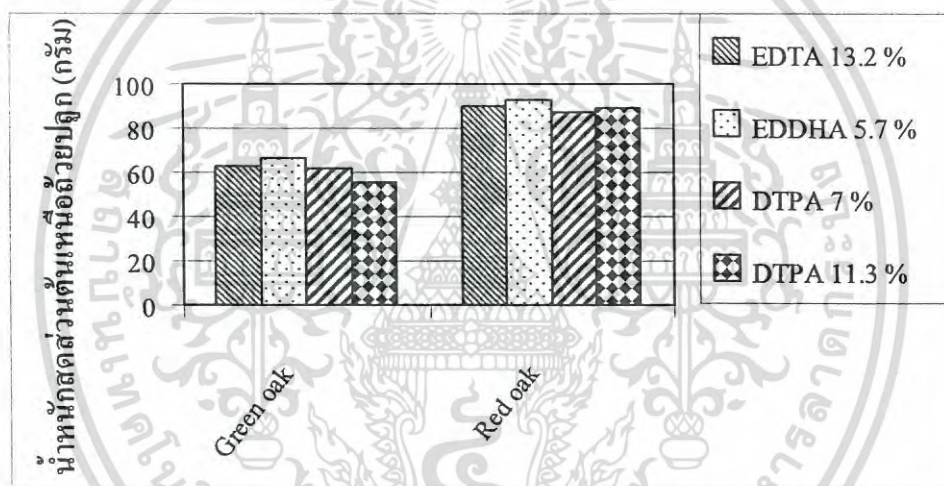 น้ำหนักสดส่วนต้นเหนือถ้วยปลูก (กรัม)
100
80
60
40
20
0
Green oak
Red oak
EDTA 13.2 %
EDDHA 5.7 %
DTPA 7 %
DTPA 11.3 %